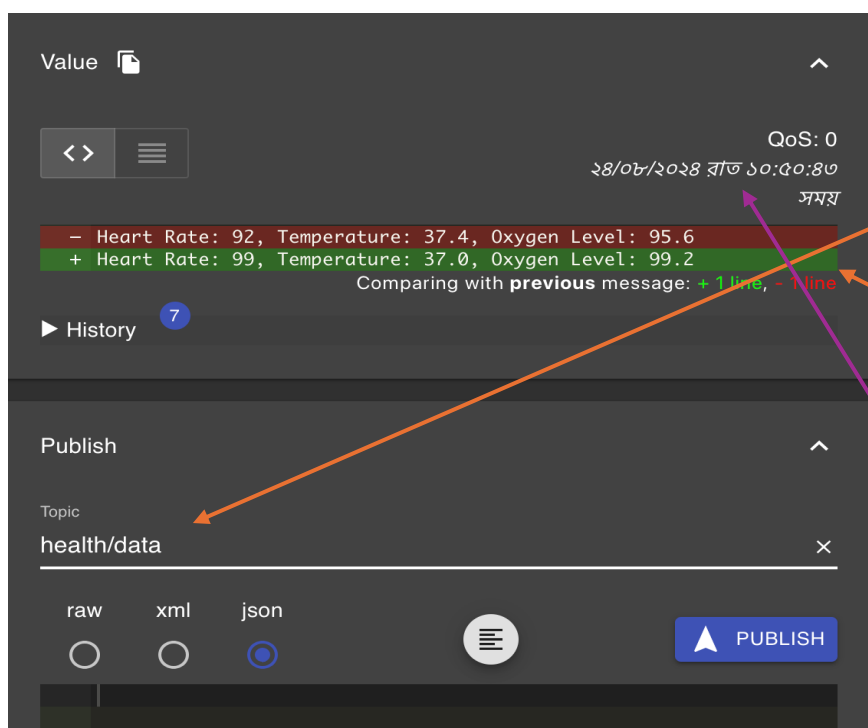 Value
QoS: 0
২৪/০৮/২০২৪ রাত ১০:৫০:৪৩
সময়
– Heart Rate: 92, Temperature: 37.4, Oxygen Level: 95.6
+ Heart Rate: 99, Temperature: 37.0, Oxygen Level: 99.2
Comparing with previous message: + 1 line, - 1 line
History 7
Publish
Topic
health/data
raw xml json
PUBLISH